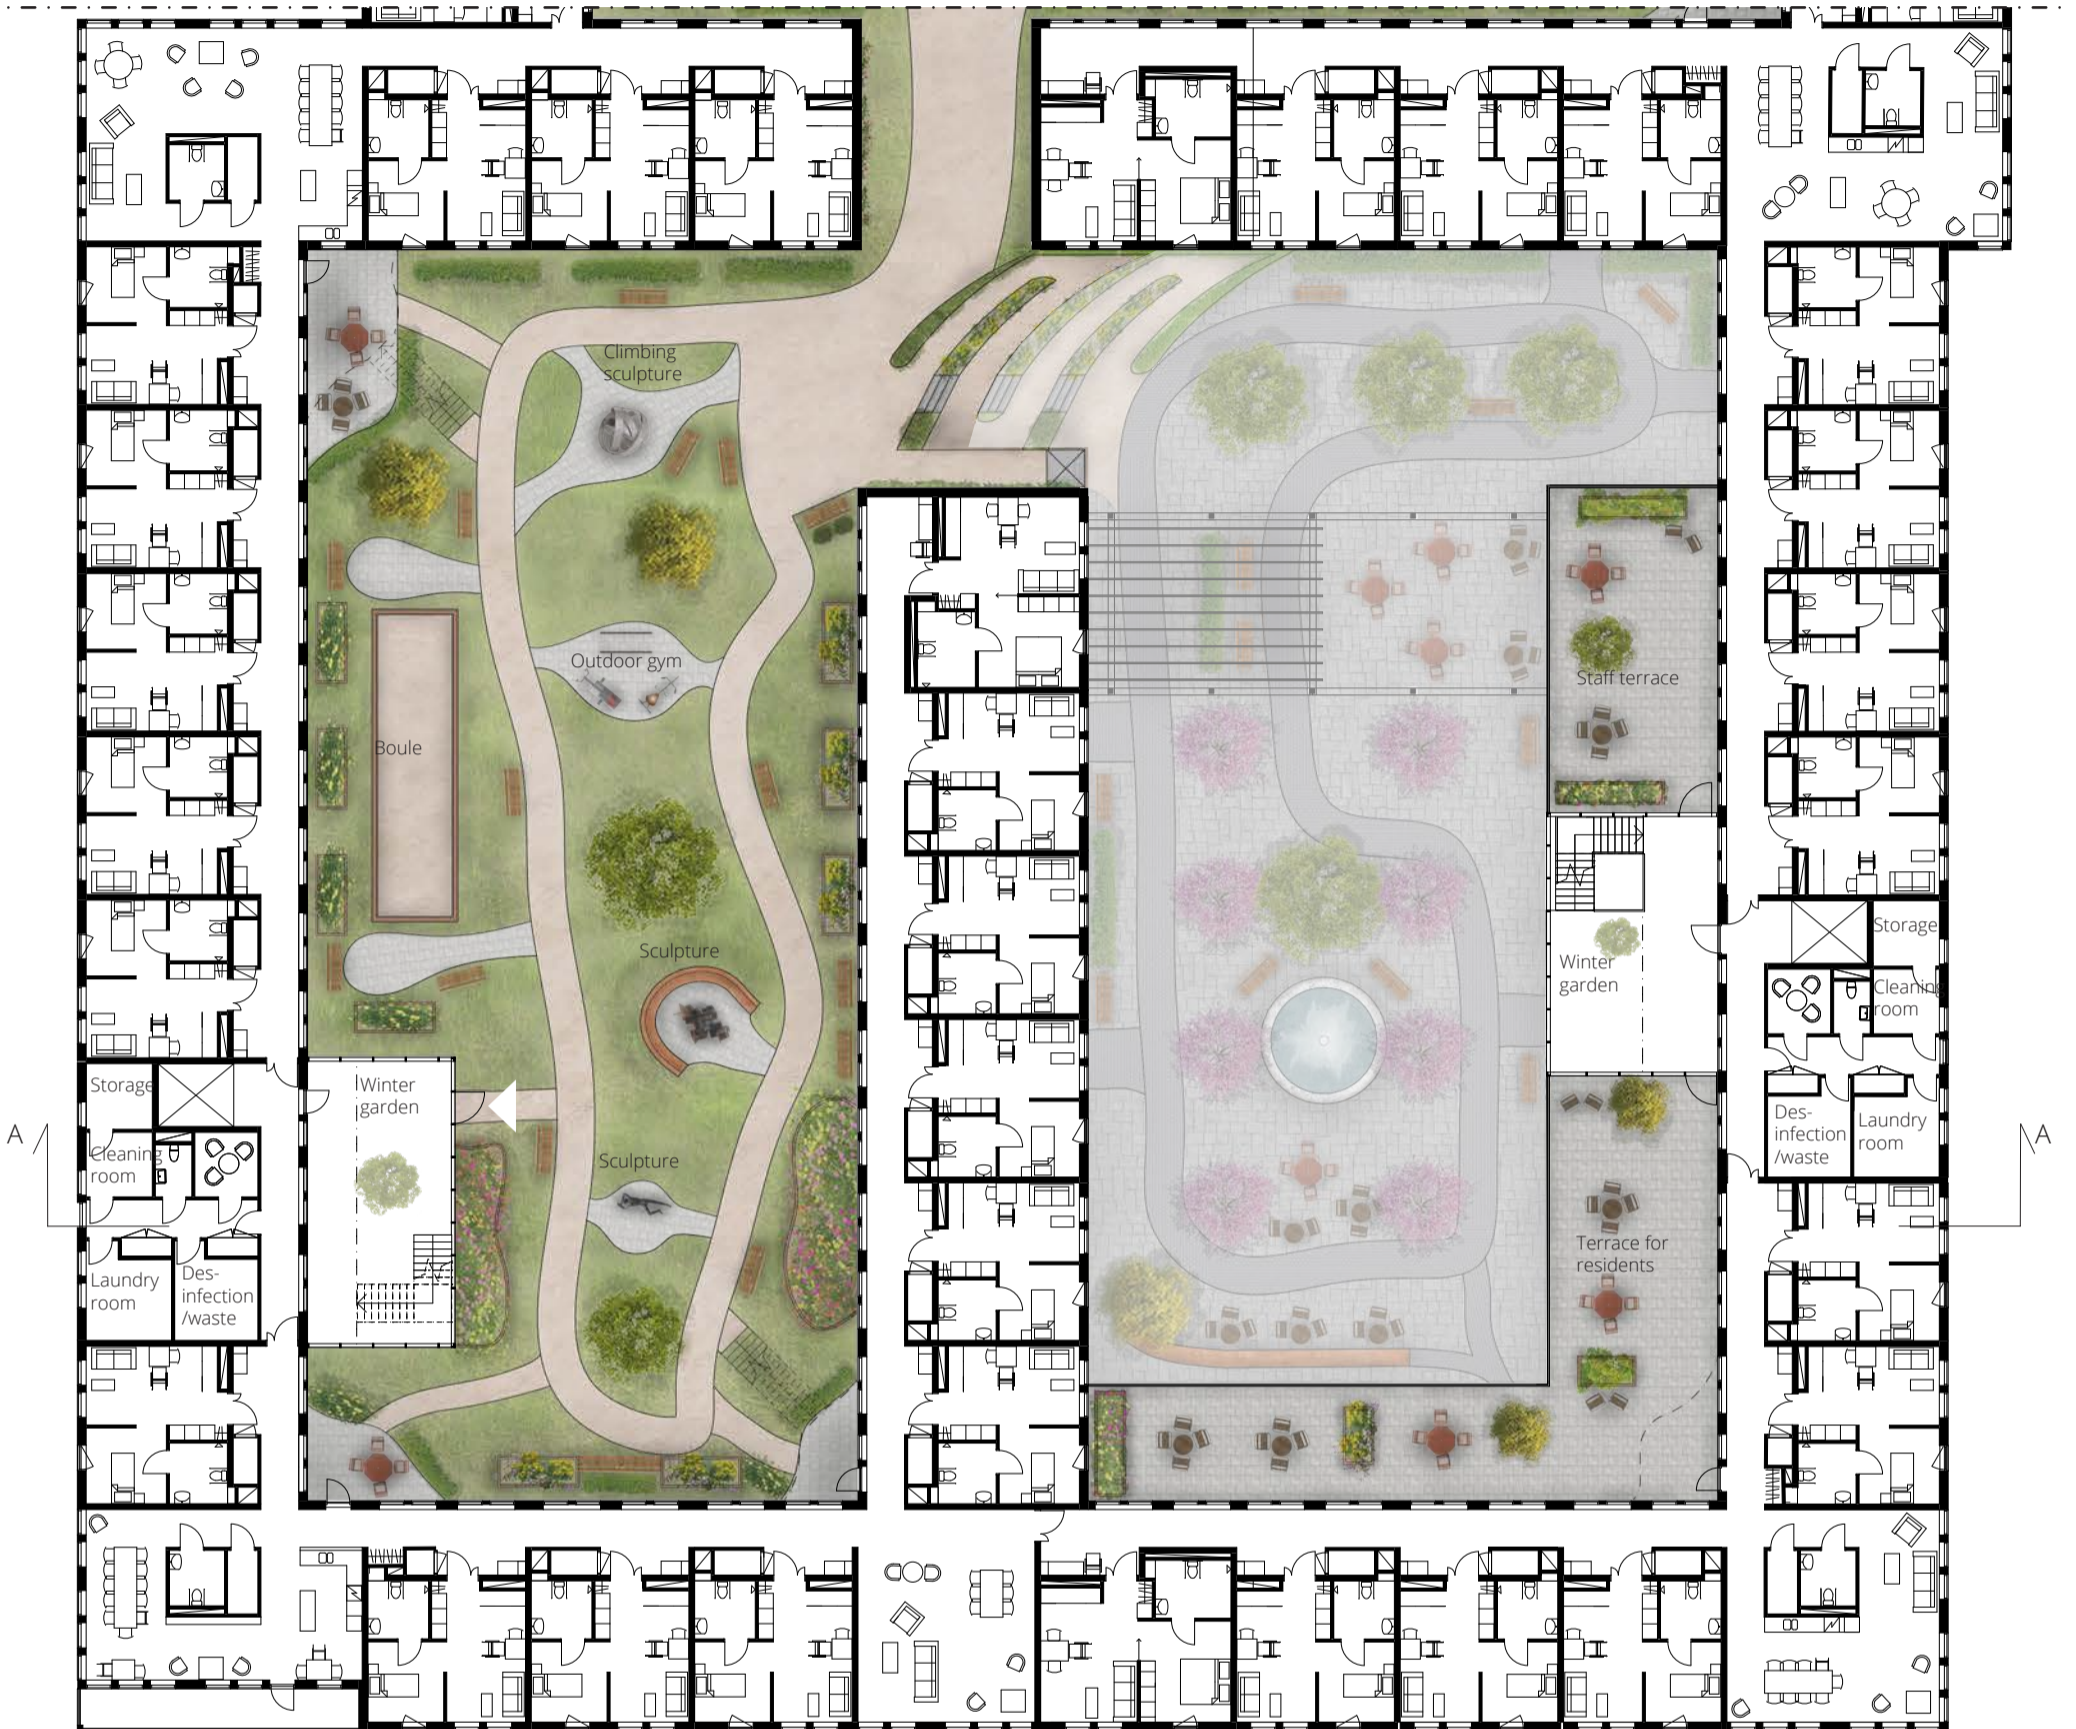 Climbing
sculpture
Outdoor gym
Staff terrace
Boule
Storage
Sculpture
Winter
garden
Cleaning
room
Storage
Winter
garden
Des-
infection
/waste
Laundry
room
A
A
Cleaning
room
Sculpture
Terrace for
residents
Laundry
room
Des-
infection
/waste